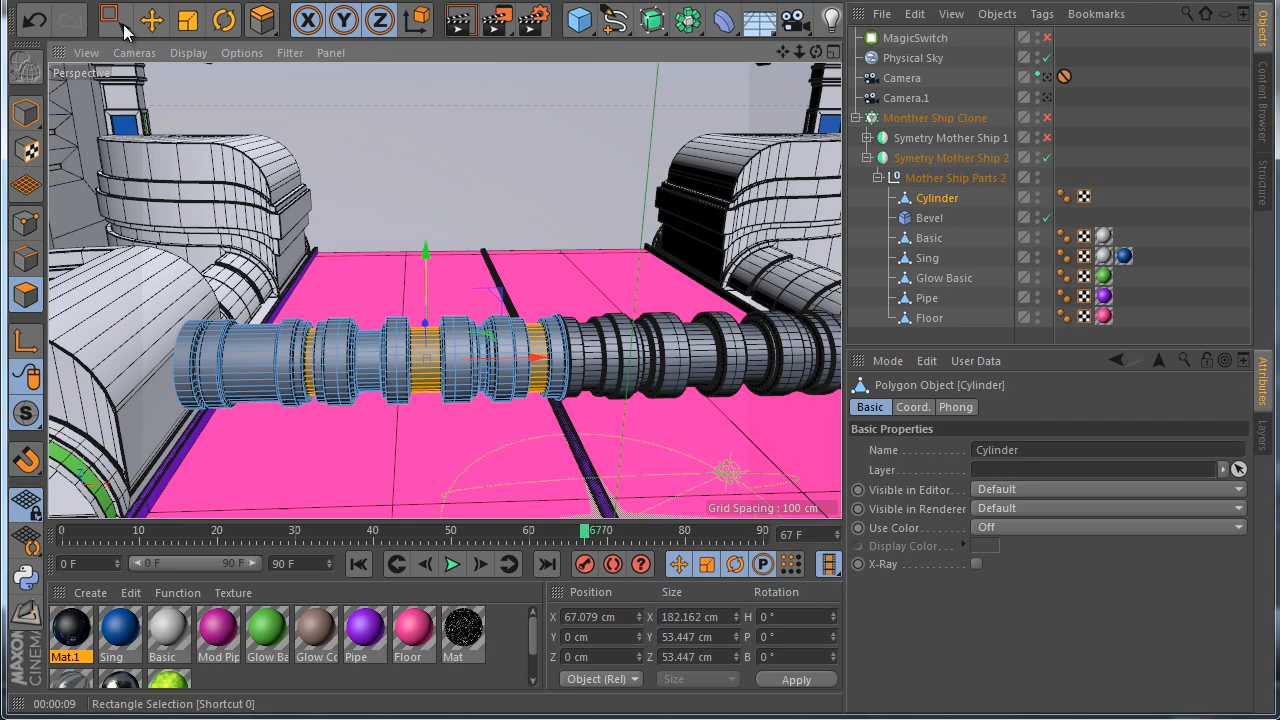 X Y Z
File Edit View Objects Tags Bookmarks
View Cameras Display Options Filter Panel
Perspective
MagicSwitch
Physical Sky
Camera
Camera.1
Monther Ship Clone
Symetry Mother Ship 1
Symetry Mother Ship 2
Mother Ship Parts 2
Cylinder
Bevel
Basic
Sing
Glow Basic
Pipe
Floor
Objects
Content Browser
Structure
Grid Spacing : 100 cm
Mode Edit User Data
Polygon Object [Cylinder]
Basic Coord. Phong
Basic Properties
Name Cylinder
Layer
Visible in Editor Default
Visible in Renderer Default
Use Color Off
Display Color
X-Ray
Attributes
Layers
0 10 20 30 40 50 60 6770 80 90 67 F
0 F 0 F 90 F 90 F
Create Edit Function Texture
Mat.1 Sing Basic Mod Pip Glow Ba Glow Co Pipe Floor Mat
Position Size Rotation
X 67.079 cm X 182.162 cm H 0 °
Y 0 cm Y 53.447 cm P 0 °
Z 0 cm Z 53.447 cm B 0 °
Object (Rel) Size Apply
MAXON CINEMA
00:00:09 Rectangle Selection [Shortcut 0]